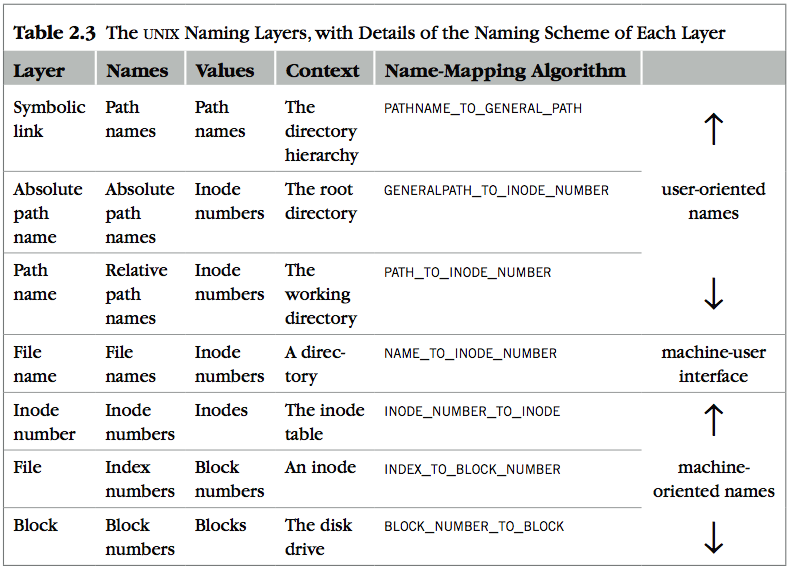 Table 2.3 The UNIX Naming Layers, with Details of the Naming Scheme of Each Layer
Layer Names Values Context Name-Mapping Algorithm
Symbolic link Path names Path names The directory hierarchy PATHNAME_TO_GENERAL_PATH
Absolute path name Absolute path names Inode numbers The root directory GENERALPATH_TO_INODE_NUMBER
user-oriented names
Path name Relative path names Inode numbers The working directory PATH_TO_INODE_NUMBER
File name File names Inode numbers A direc-tory NAME_TO_INODE_NUMBER machine-user interface
Inode number Inode numbers Inodes The inode table INODE_NUMBER_TO_INODE
File Index numbers Block numbers An inode INDEX_TO_BLOCK_NUMBER machine-oriented names
Block Block numbers Blocks The disk drive BLOCK_NUMBER_TO_BLOCK